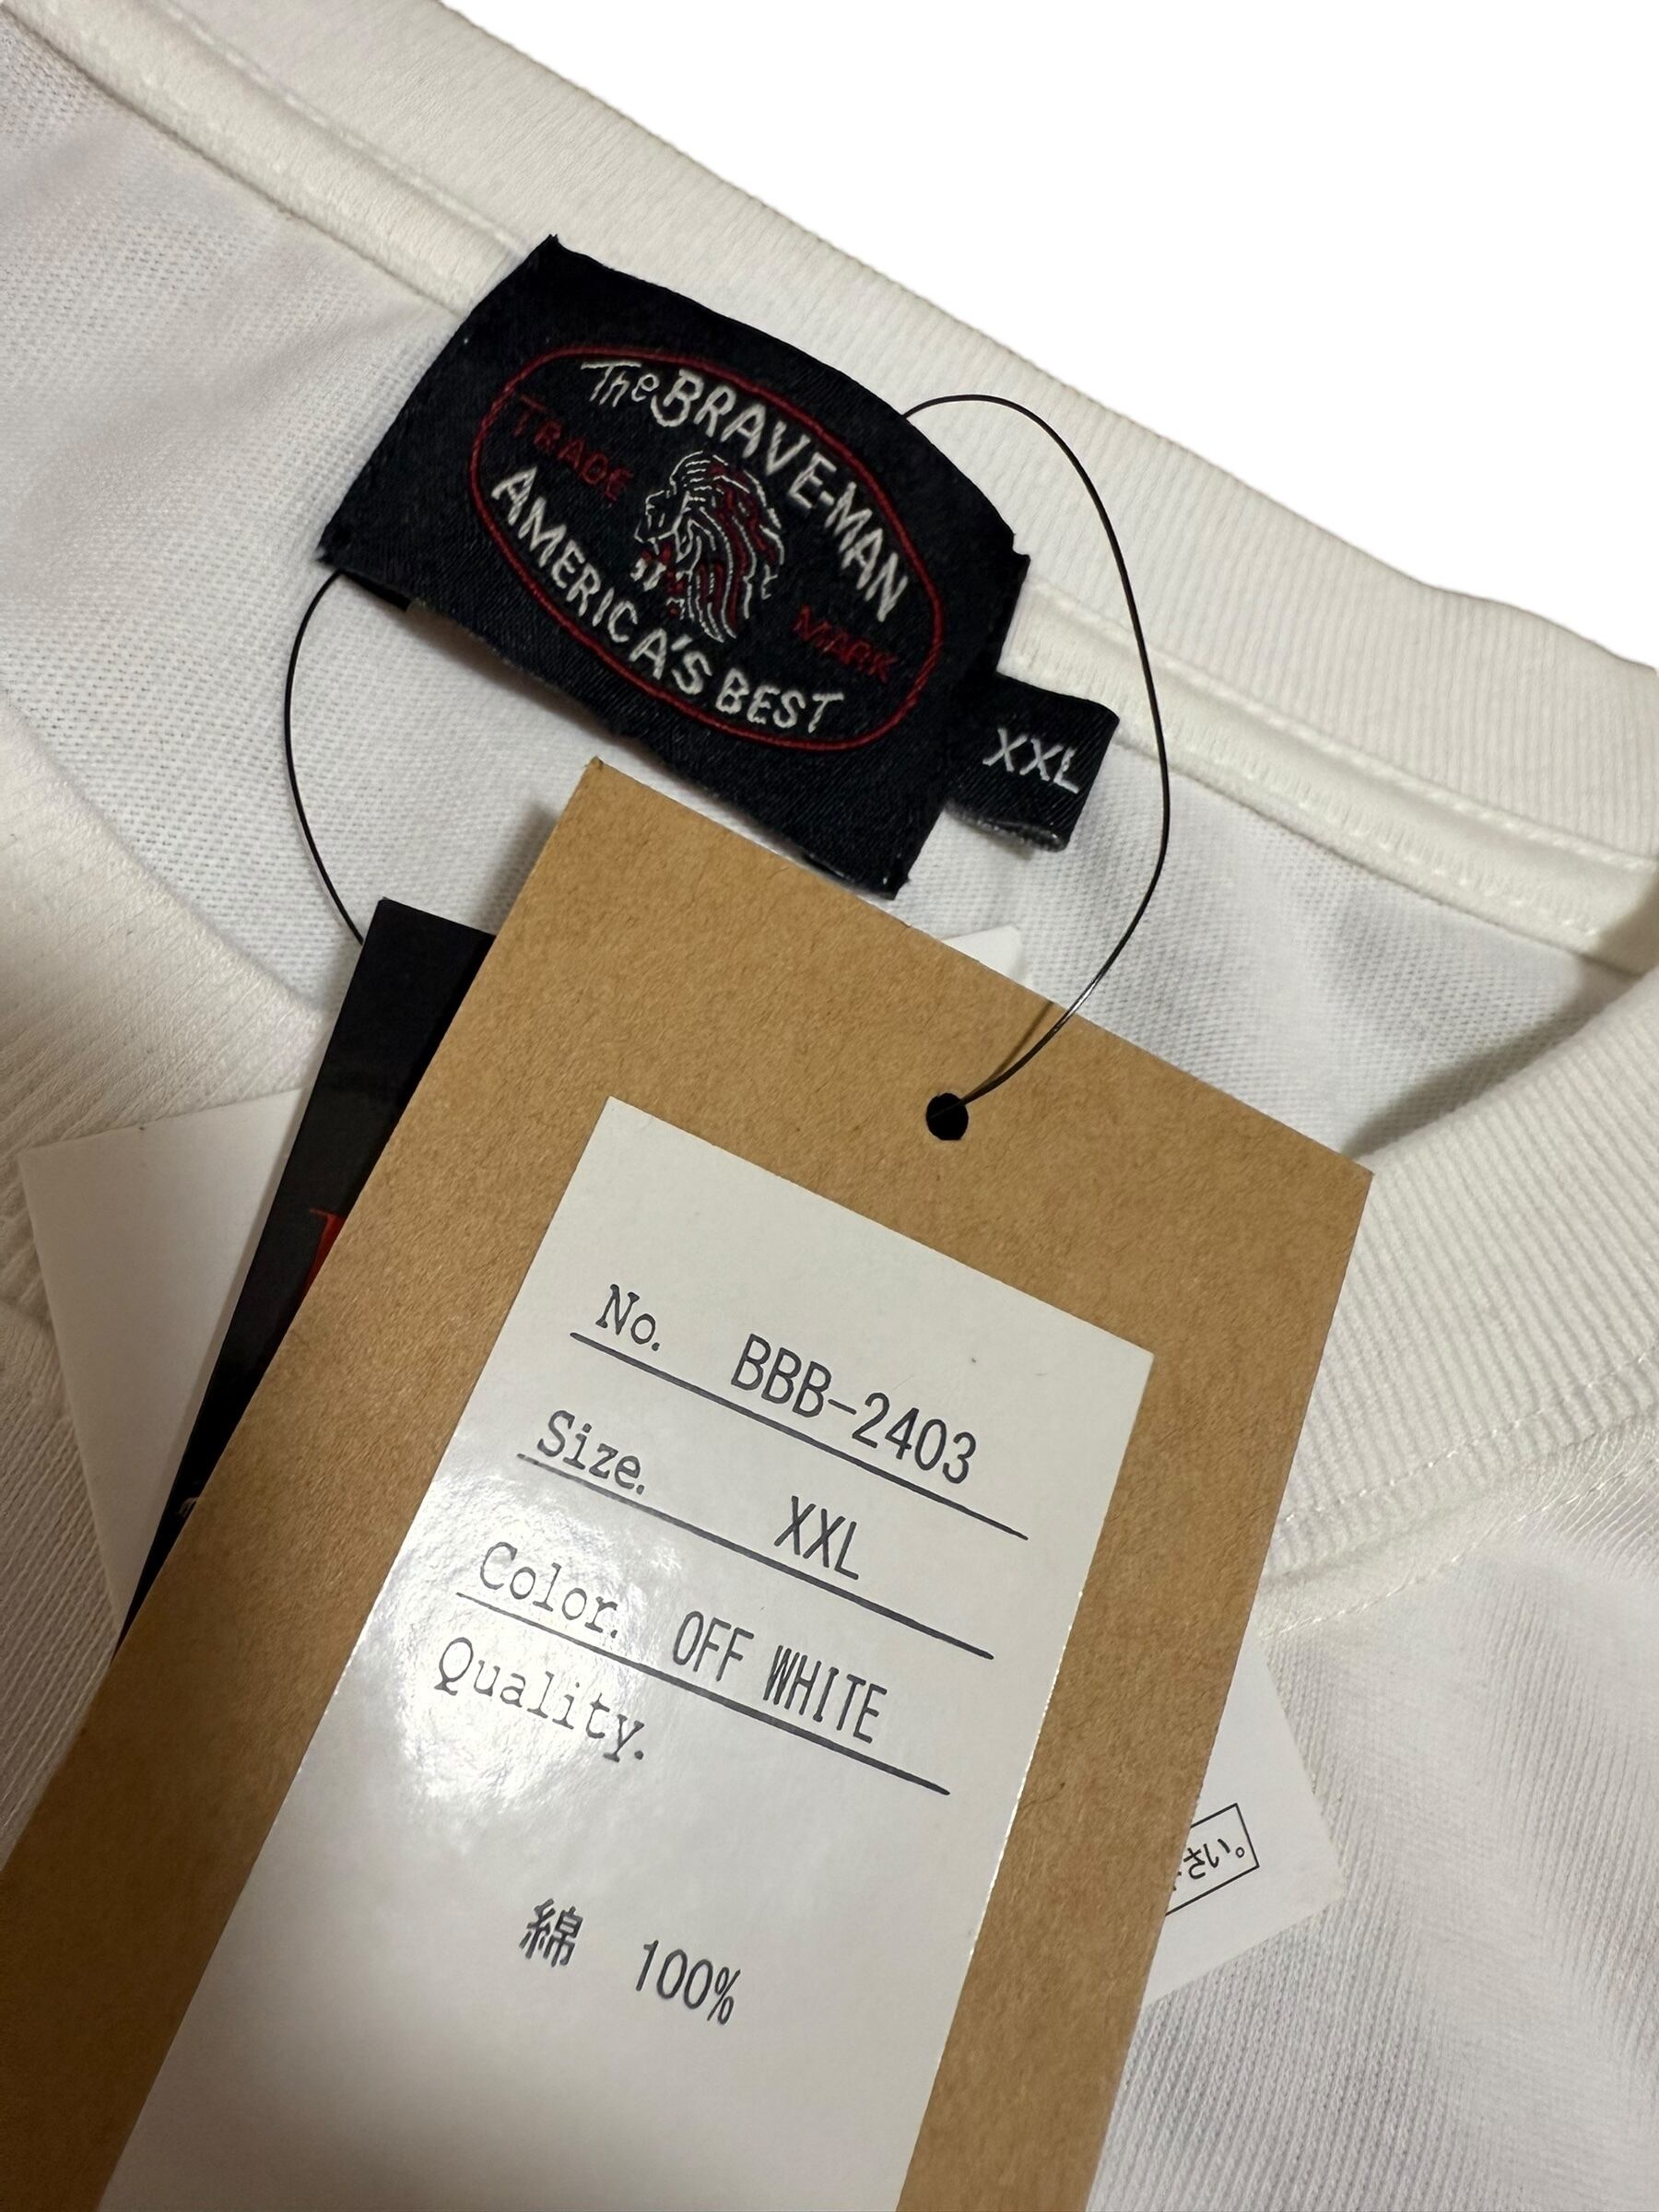 The BRAVE-MAN
TRADE MARK
AMERICA'S BEST
XXL
No. BBB-2403
Size. XXL
Color. OFF WHITE
Quality.
綿 100%
さい。